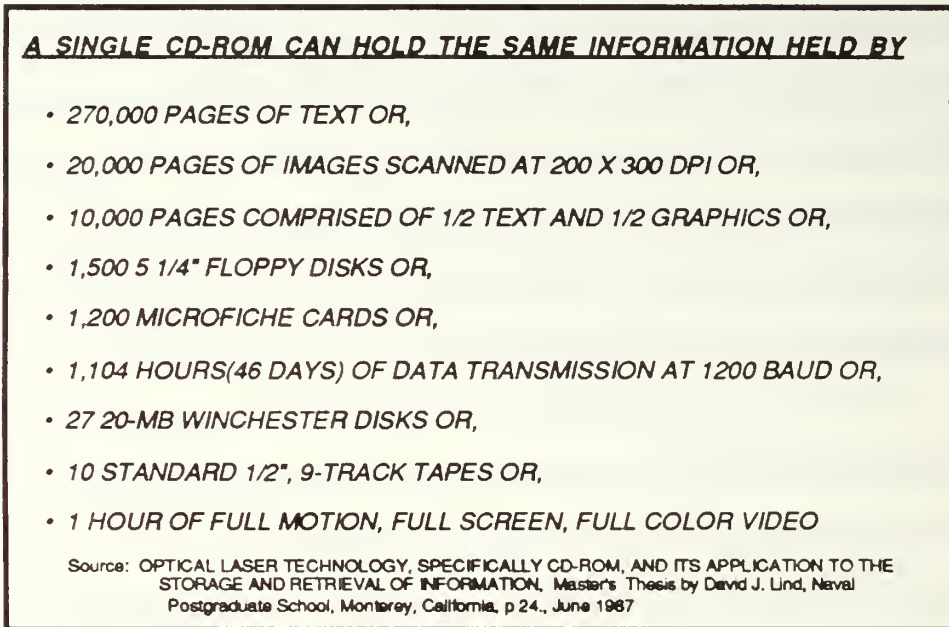 A SINGLE CD-ROM CAN HOLD THE SAME INFORMATION HELD BY
• 270,000 PAGES OF TEXT OR,
• 20,000 PAGES OF IMAGES SCANNED AT 200 X 300 DPI OR,
• 10,000 PAGES COMPRISED OF 1/2 TEXT AND 1/2 GRAPHICS OR,
• 1,500 5 1/4" FLOPPY DISKS OR,
• 1,200 MICROFICHE CARDS OR,
• 1,104 HOURS(46 DAYS) OF DATA TRANSMISSION AT 1200 BAUD OR,
• 27 20-MB WINCHESTER DISKS OR,
• 10 STANDARD 1/2", 9-TRACK TAPES OR,
• 1 HOUR OF FULL MOTION, FULL SCREEN, FULL COLOR VIDEO
Source: OPTICAL LASER TECHNOLOGY, SPECIFICALLY CD-ROM, AND ITS APPLICATION TO THE
STORAGE AND RETRIEVAL OF INFORMATION, Master's Thesis by David J. Lind, Naval
Postgraduate School, Monterey, California, p 24., June 1987